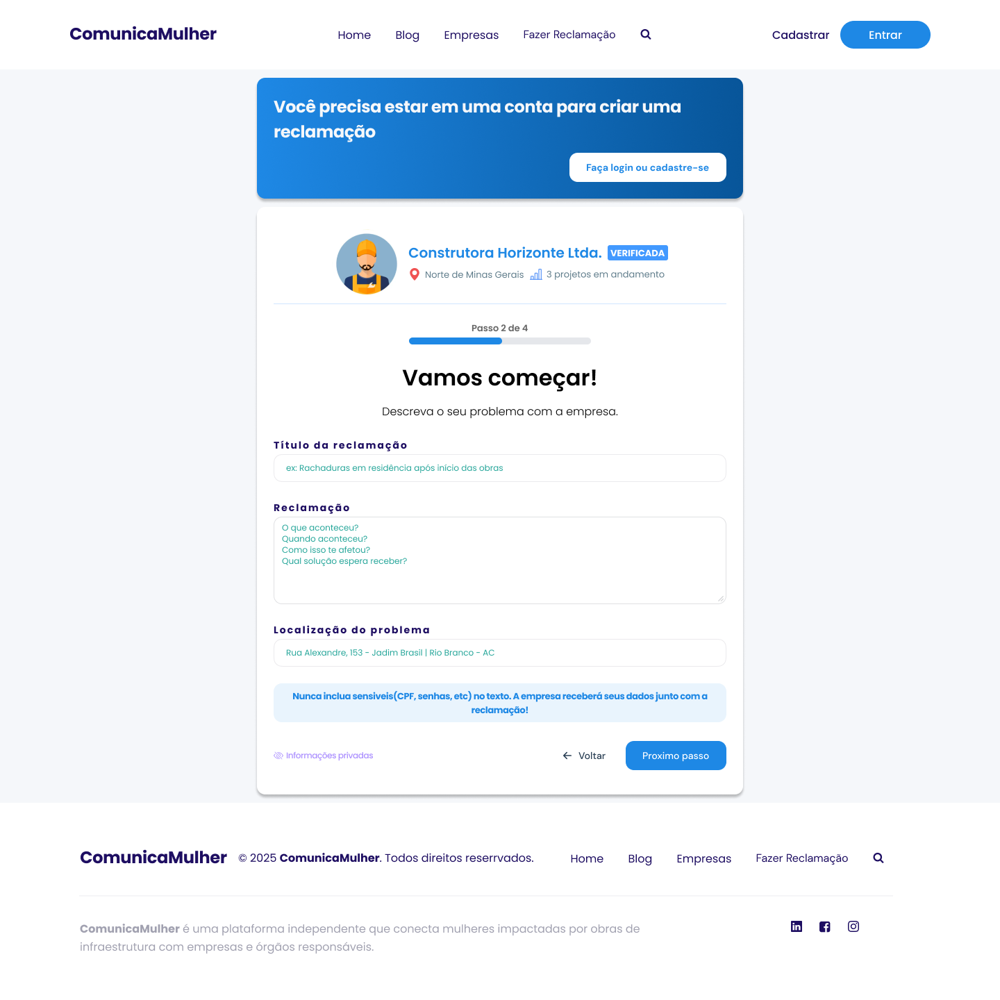 ComunicaMulher
Home Blog Empresas Fazer Reclamação
Cadastrar Entrar
Você precisa estar em uma conta para criar uma
reclamação
Faça login ou cadastre-se
Construtora Horizonte Ltda. VERIFICADA
Norte de Minas Gerais 3 projetos em andamento
Passo 2 de 4
Vamos começar!
Descreva o seu problema com a empresa.
Título da reclamação
ex: Rachaduras em residência após início das obras
Reclamação
O que aconteceu?
Quando aconteceu?
Como isso te afetou?
Qual solução espera receber?
Localização do problema
Rua Alexandre, 153 - Jadim Brasil | Rio Branco - AC
Nunca inclua sensiveis(CPF, senhas, etc) no texto. A empresa receberá seus dados junto com a
reclamação!
Informações privadas
Voltar
Proximo passo
ComunicaMulher © 2025 ComunicaMulher. Todos direitos reserrvados. Home Blog Empresas Fazer Reclamação
ComunicaMulher é uma plataforma independente que conecta mulheres impactadas por obras de
infraestrutura com empresas e órgãos responsáveis.